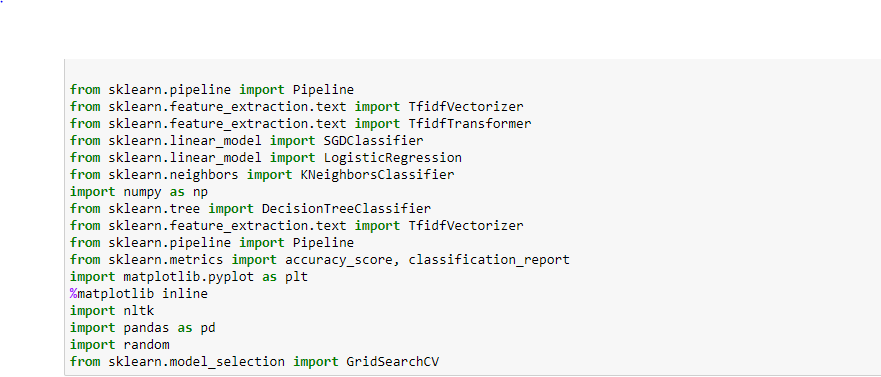 from sklearn.pipeline import Pipeline
from sklearn.feature_extraction.text import TfidfVectorizer
from sklearn.feature_extraction.text import TfidfTransformer
from sklearn.linear_model import SGDClassifier
from sklearn.linear_model import LogisticRegression
from sklearn.neighbors import KNeighborsClassifier
import numpy as np
from sklearn.tree import DecisionTreeClassifier
from sklearn.feature_extraction.text import TfidfVectorizer
from sklearn.pipeline import Pipeline
from sklearn.metrics import accuracy_score, classification_report
import matplotlib.pyplot as plt
%matplotlib inline
import nltk
import pandas as pd
import random
from sklearn.model_selection import GridSearchCV